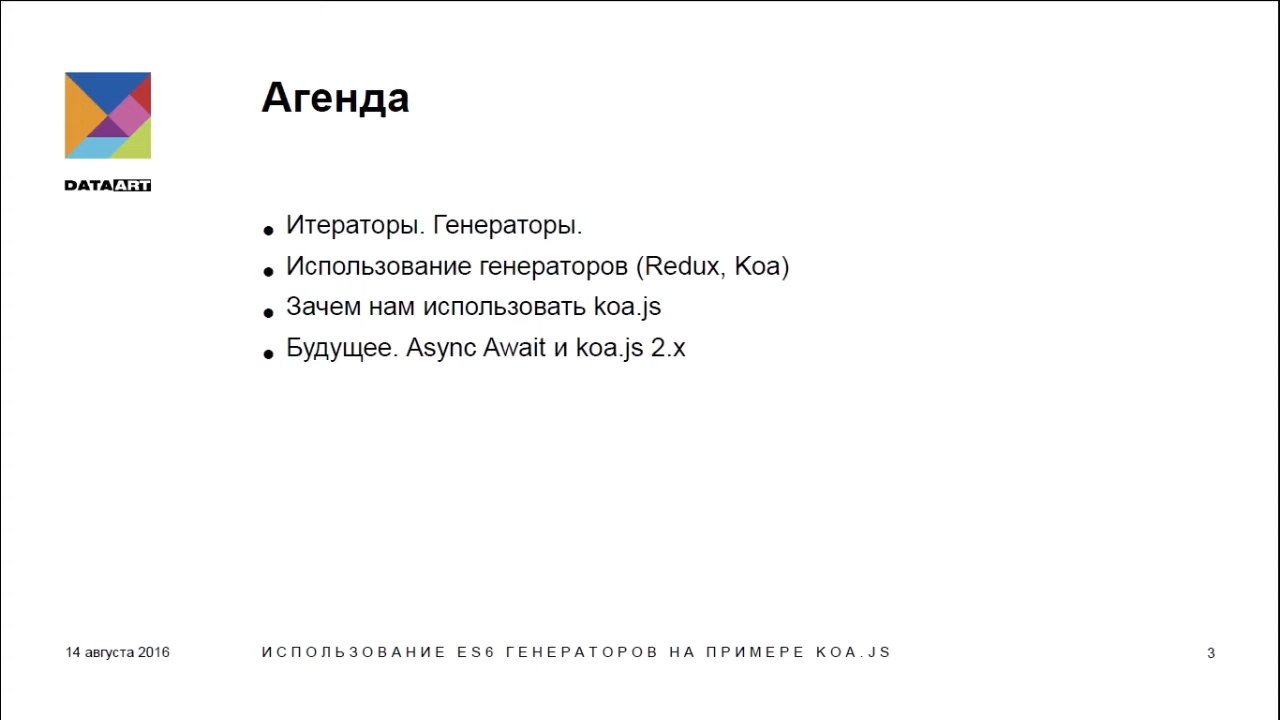 Агенда
DATAART
• Итераторы. Генераторы.
• Использование генераторов (Redux, Koa)
• Зачем нам использовать koa.js
• Будущее. Async Await и koa.js 2.x
14 августа 2016
ИСПОЛЬЗОВАНИЕ ES6 ГЕНЕРАТОРОВ НА ПРИМЕРЕ KOA.JS
3